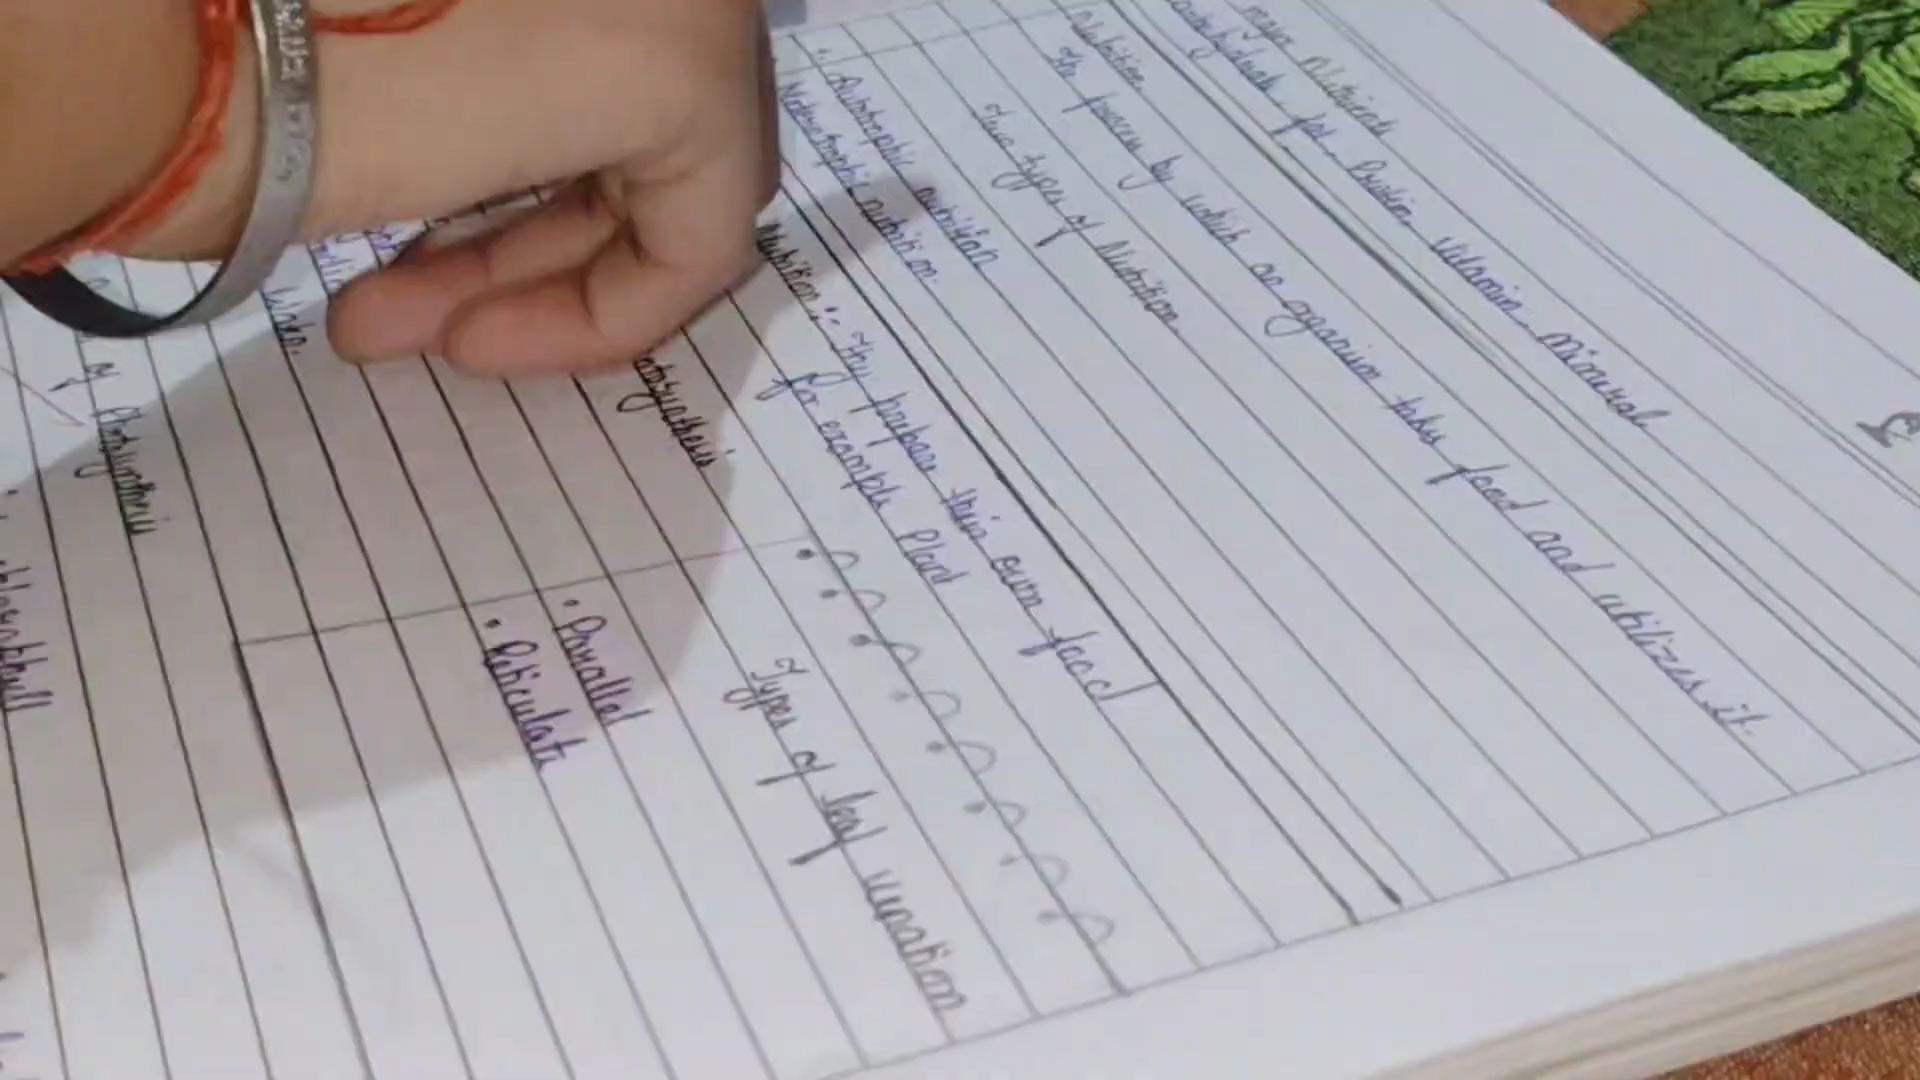 major Nutrients
Carbohydrate, fat, Protein, Vitamin, mineral.
Nutrition
The process by which an organism takes food and utilizes it.
Two types of Nutrition
1. Autotrophic nutrition
Heterotrophic nutrition.
Nutrition :- They prepare their own food
for example Plant
Types of leaf venation
• Parallel
• Reticulate
Water.
of Photosynthesis